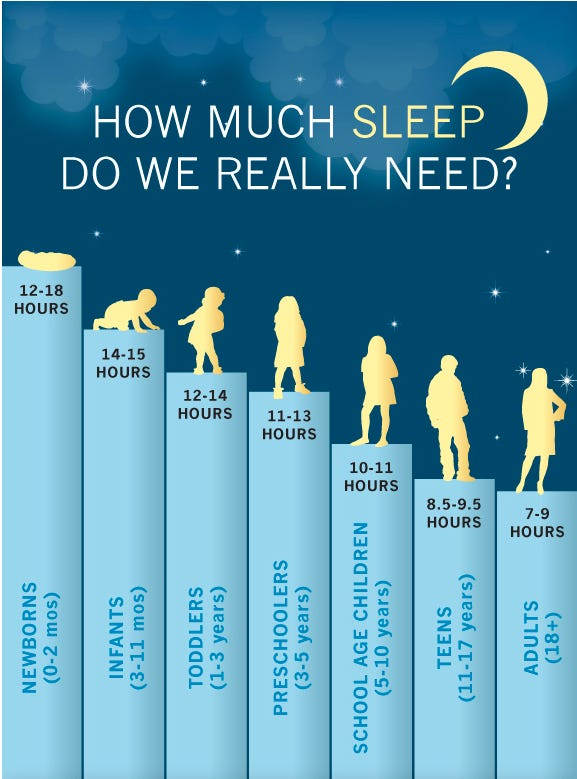 HOW MUCH SLEEP
DO WE REALLY NEED?
12-18
HOURS
NEWBORNS
(0-2 mos)
14-15
HOURS
INFANTS
(3-11 mos)
12-14
HOURS
TODDLERS
(1-3 years)
11-13
HOURS
PRESCHOOLERS
(3-5 years)
10-11
HOURS
SCHOOL AGE CHILDREN
(5-10 years)
8.5-9.5
HOURS
TEENS
(11-17 years)
7-9
HOURS
ADULTS
(18+)